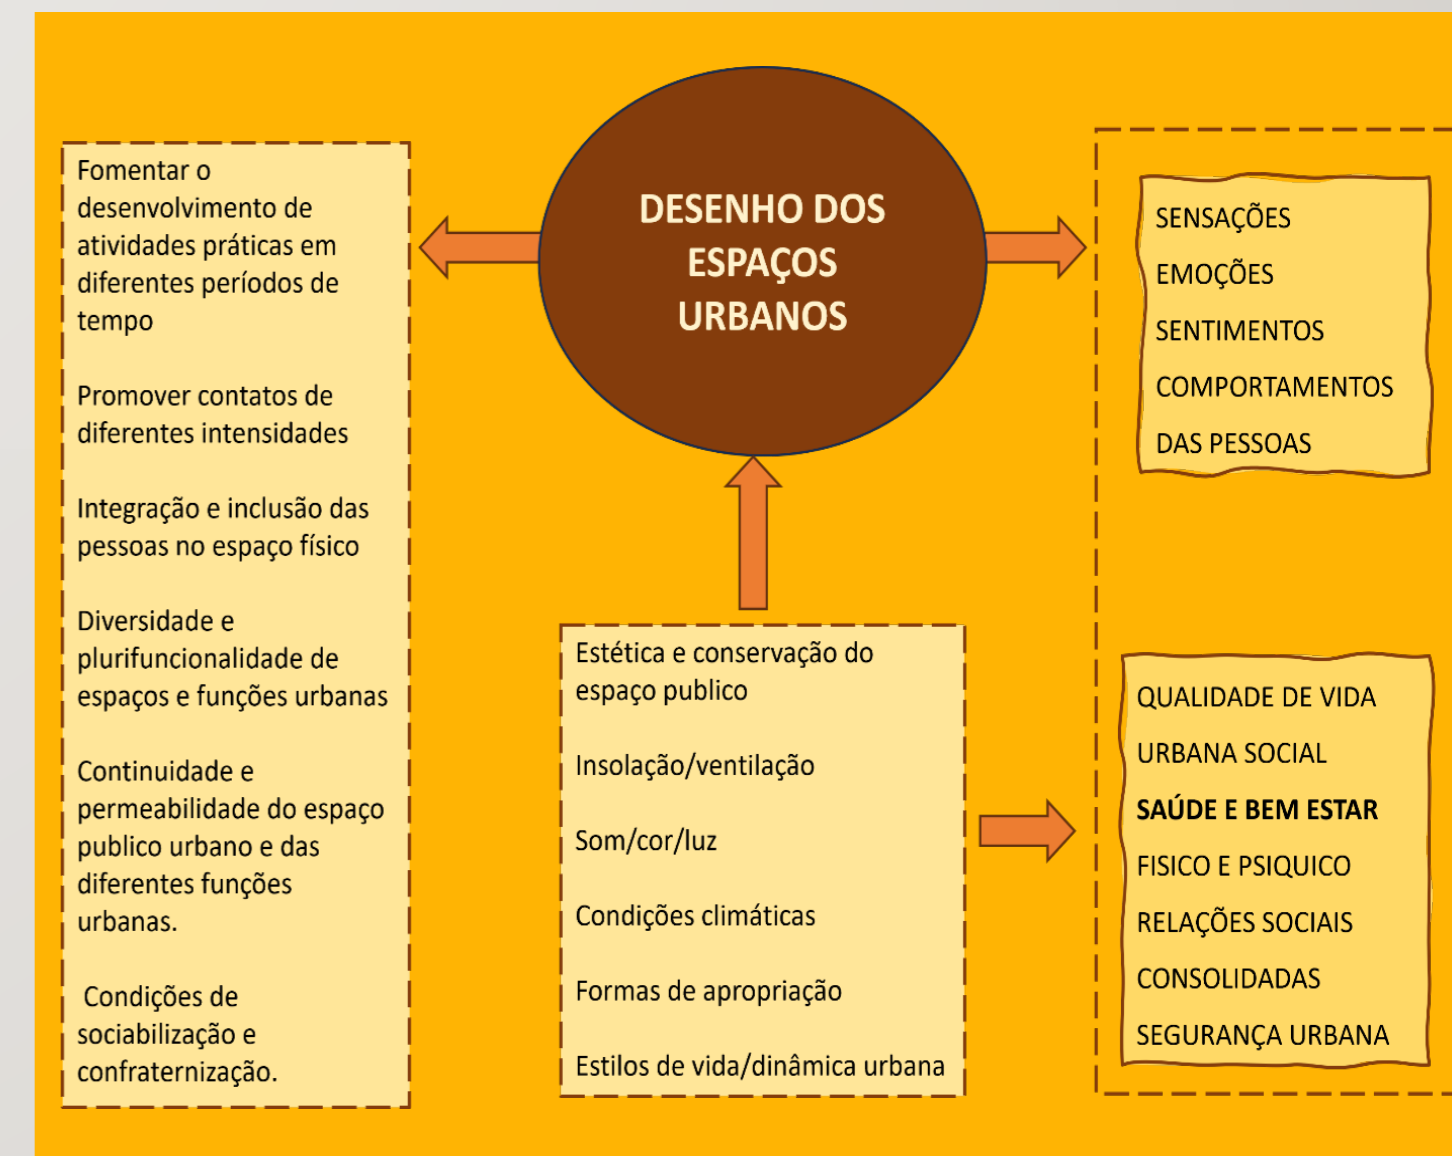 DESENHO DOS
ESPAÇOS
URBANOS
Fomentar o
desenvolvimento de
atividades práticas em
diferentes períodos de
tempo
Promover contatos de
diferentes intensidades
Integração e inclusão das
pessoas no espaço físico
Diversidade e
plurifuncionalidade de
espaços e funções urbanas
Continuidade e
permeabilidade do espaço
publico urbano e das
diferentes funções
urbanas.
Condições de
sociabilização e
confraternização.
Estética e conservação do
espaço publico
Insolação/ventilação
Som/cor/luz
Condições climáticas
Formas de apropriação
Estilos de vida/dinâmica urbana
SENSAÇÕES
EMOÇÕES
SENTIMENTOS
COMPORTAMENTOS
DAS PESSOAS
QUALIDADE DE VIDA
URBANA SOCIAL
SAÚDE E BEM ESTAR
FISICO E PSIQUICO
RELAÇÕES SOCIAIS
CONSOLIDADAS
SEGURANÇA URBANA